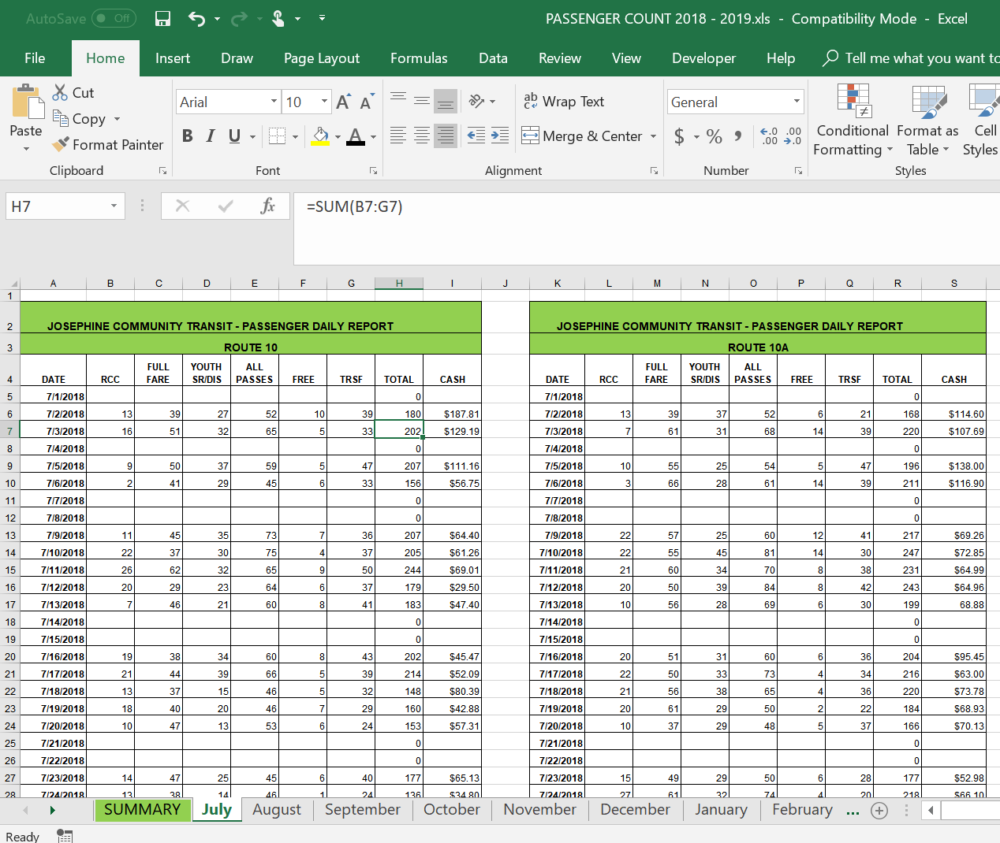 AutoSave Off PASSENGER COUNT 2018 - 2019.xls - Compatibility Mode - Excel
File Home Insert Draw Page Layout Formulas Data Review View Developer Help Tell me what you want to
Paste
Cut
Copy
Format Painter
Clipboard
Arial 10 A A
B I U A
Font
ab Wrap Text
Merge & Center
Alignment
General
$ % , .0 .00 .00 .0
Number
Conditional Formatting
Format as Table
Cell Styles
Styles
H7 fx =SUM(B7:G7)
A B C D E F G H I J K L M N O P Q R S
1
2 JOSEPHINE COMMUNITY TRANSIT - PASSENGER DAILY REPORT JOSEPHINE COMMUNITY TRANSIT - PASSENGER DAILY REPORT
3 ROUTE 10 ROUTE 10A
FULL YOUTH ALL FULL YOUTH ALL
4 DATE RCC FARE SR/DIS PASSES FREE TRSF TOTAL CASH DATE RCC FARE SR/DIS PASSES FREE TRSF TOTAL CASH
5 7/1/2018 0 7/1/2018 0
6 7/2/2018 13 39 27 52 10 39 180 $187.81 7/2/2018 13 39 37 52 6 21 168 $114.60
7 7/3/2018 16 51 32 65 5 33 202 $129.19 7/3/2018 7 61 31 68 14 39 220 $107.69
8 7/4/2018 0 7/4/2018 0
9 7/5/2018 9 50 37 59 5 47 207 $111.16 7/5/2018 10 55 25 54 5 47 196 $138.00
10 7/6/2018 2 41 29 45 6 33 156 $56.75 7/6/2018 3 66 28 61 14 39 211 $116.90
11 7/7/2018 0 7/7/2018 0
12 7/8/2018 0 7/8/2018 0
13 7/9/2018 11 45 35 73 7 36 207 $64.40 7/9/2018 22 57 25 60 12 41 217 $69.26
14 7/10/2018 22 37 30 75 4 37 205 $61.26 7/10/2018 22 55 45 81 14 30 247 $72.85
15 7/11/2018 26 62 32 65 9 50 244 $69.01 7/11/2018 21 60 34 70 8 38 231 $64.99
16 7/12/2018 20 29 23 64 6 37 179 $29.50 7/12/2018 20 50 39 84 8 42 243 $64.96
17 7/13/2018 7 46 21 60 8 41 183 $47.40 7/13/2018 10 56 28 69 6 30 199 68.88
18 7/14/2018 0 7/14/2018 0
19 7/15/2018 0 7/15/2018 0
20 7/16/2018 19 38 34 60 8 43 202 $45.47 7/16/2018 20 51 31 60 6 36 204 $95.45
21 7/17/2018 21 44 39 66 5 39 214 $52.09 7/17/2018 22 50 33 73 4 34 216 $63.00
22 7/18/2018 13 37 15 46 5 32 148 $80.39 7/18/2018 21 56 38 65 4 36 220 $73.78
23 7/19/2018 18 40 20 46 7 29 160 $42.88 7/19/2018 20 61 29 50 2 22 184 $68.93
24 7/20/2018 10 47 13 53 6 24 153 $57.31 7/20/2018 10 37 29 48 5 37 166 $70.13
25 7/21/2018 0 7/21/2018 0
26 7/22/2018 0 7/22/2018 0
27 7/23/2018 14 47 25 45 6 40 177 $65.13 7/23/2018 15 49 29 50 6 28 177 $52.98
28 7/24/2018 13 38 14 46 1 24 136 $34.80 7/24/2018 27 61 32 74 4 20 218 $66.10
SUMMARY July August September October November December January February ...
Ready